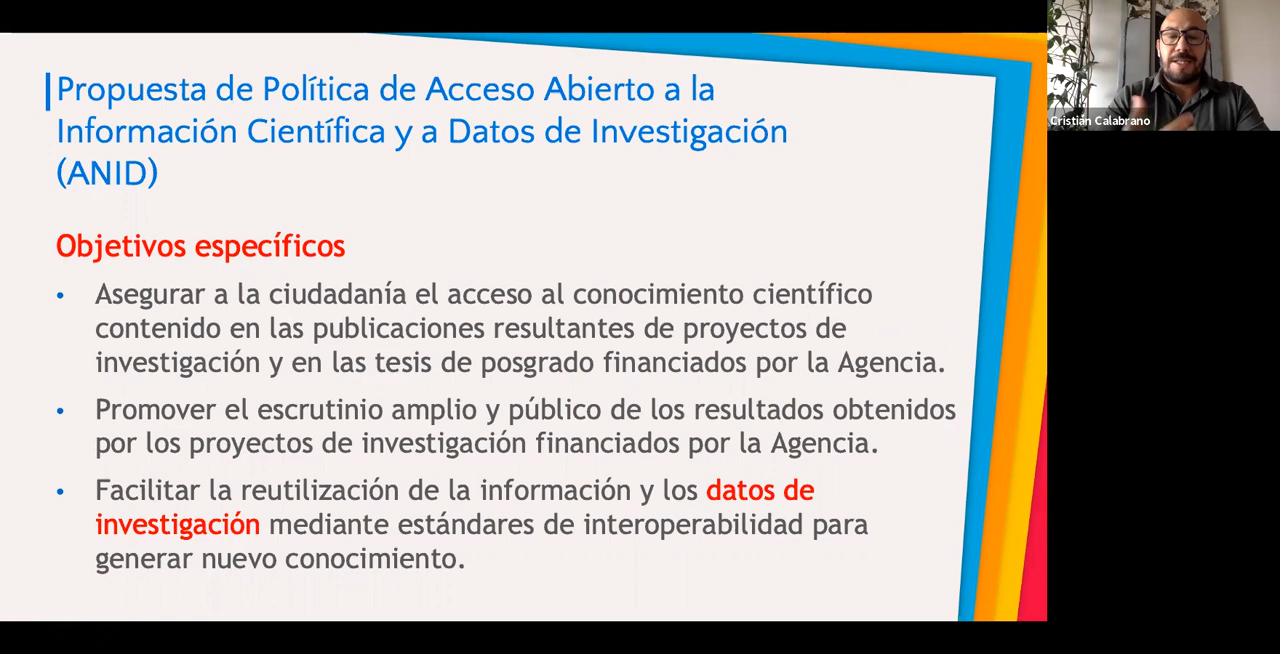 Propuesta de Política de Acceso Abierto a la
Información Científica y a Datos de Investigación
(ANID)
Objetivos específicos
• Asegurar a la ciudadanía el acceso al conocimiento científico
contenido en las publicaciones resultantes de proyectos de
investigación y en las tesis de posgrado financiados por la Agencia.
• Promover el escrutinio amplio y público de los resultados obtenidos
por los proyectos de investigación financiados por la Agencia.
• Facilitar la reutilización de la información y los datos de
investigación mediante estándares de interoperabilidad para
generar nuevo conocimiento.
Cristian Calabrano